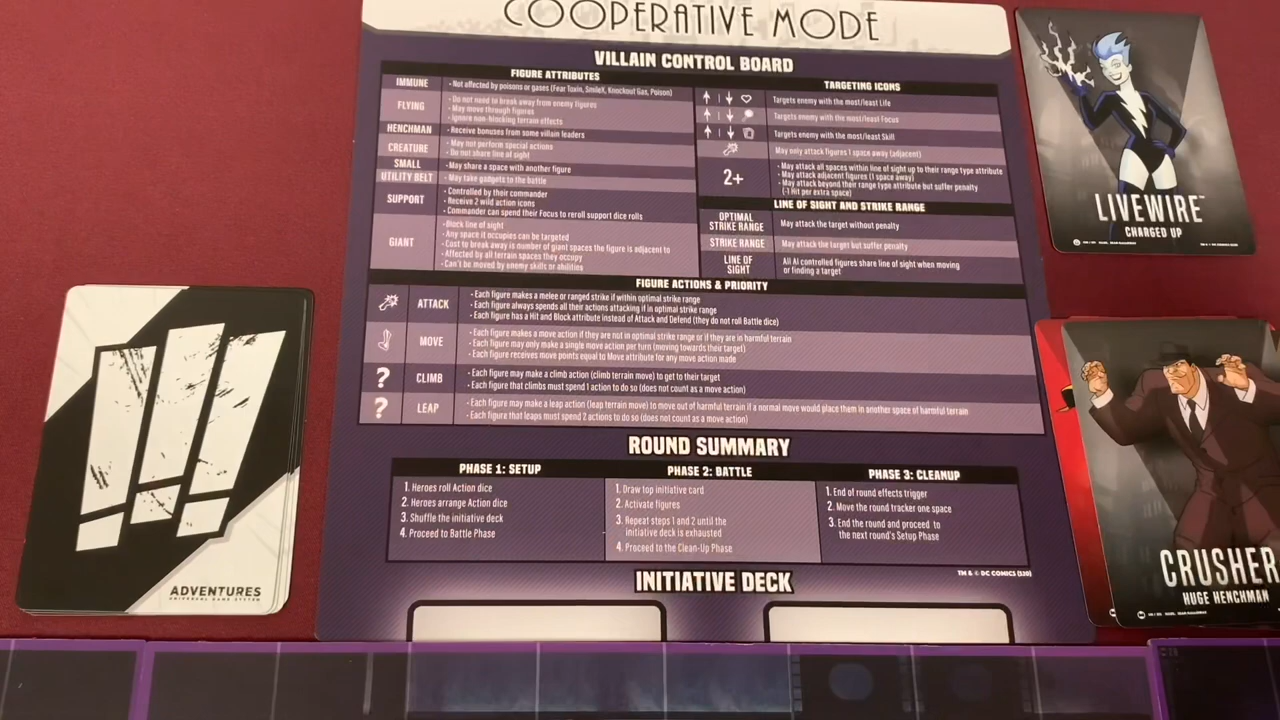 COOPERATIVE MODE
VILLAIN CONTROL BOARD
FIGURE ATTRIBUTES
IMMUNE
- Not affected by poisons or gases (Fear Toxin, SmileX, Knockout Gas, Poison)
FLYING
- Do not need to break away from enemy figures
- May move through figures
- Ignore non-blocking terrain effects
HENCHMAN
- Receive bonuses from some villain leaders
CREATURE
- May not perform special actions
- Do not share line of sight
SMALL
- May share a space with another figure
UTILITY BELT
- May take gadgets to the battle
SUPPORT
- Controlled by their commander
- Receive 2 wild action icons
- Commander can spend their Focus to reroll support dice rolls
GIANT
- Block line of sight
- Any space it occupies can be targeted
- Cost to break away is number of giant spaces the figure is adjacent to
- Affected by all terrain spaces they occupy
- Can't be moved by enemy skills or abilities
TARGETING ICONS
Targets enemy with the most/least Life
Targets enemy with the most/least Focus
Targets enemy with the most/least Skill
May only attack figures 1 space away (adjacent)
2+
- May attack all spaces within line of sight up to their range type attribute
- May attack adjacent figures (1 space away)
- May attack beyond their range type attribute but suffer penalty
(-1 Hit per extra space)
LINE OF SIGHT AND STRIKE RANGE
OPTIMAL
STRIKE RANGE
May attack the target without penalty
STRIKE RANGE
May attack the target but suffer penalty
LINE OF
SIGHT
All AI controlled figures share line of sight when moving
or finding a target
FIGURE ACTIONS & PRIORITY
ATTACK
- Each figure makes a melee or ranged strike if within optimal strike range
- Each figure always spends all their actions attacking if in optimal strike range
- Each figure has a Hit and Block attribute instead of Attack and Defend (they do not roll Battle dice)
MOVE
- Each figure makes a move action if they are not in optimal strike range or if they are in harmful terrain
- Each figure may only make a single move action per turn (moving towards their target)
- Each figure receives move points equal to Move attribute for any move action made
? CLIMB
- Each figure may make a climb action (climb terrain move) to get to their target
- Each figure that climbs must spend 1 action to do so (does not count as a move action)
? LEAP
- Each figure may make a leap action (leap terrain move) to move out of harmful terrain if a normal move would place them in another space of harmful terrain
- Each figure that leaps must spend 2 actions to do so (does not count as a move action)
ROUND SUMMARY
PHASE 1: SETUP
1. Heroes roll Action dice
2. Heroes arrange Action dice
3. Shuffle the initiative deck
4. Proceed to Battle Phase
PHASE 2: BATTLE
1. Draw top initiative card
2. Activate figures
3. Repeat steps 1 and 2 until the
initiative deck is exhausted
4. Proceed to the Clean-Up Phase
PHASE 3: CLEANUP
1. End of round effects trigger
2. Move the round tracker one space
3. End the round and proceed to
the next round's Setup Phase
TM & © DC COMICS (S20)
INITIATIVE DECK
!!!
ADVENTURES
UNIVERSAL GAME SYSTEM
LIVEWIRE™
CHARGED UP
CRUSHER
HUGE HENCHMAN